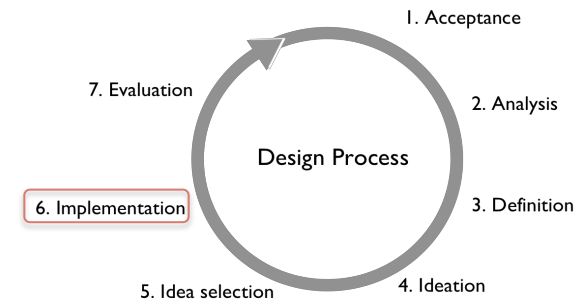 1. Acceptance
2. Analysis
3. Definition
4. Ideation
5. Idea selection
6. Implementation
7. Evaluation
Design Process